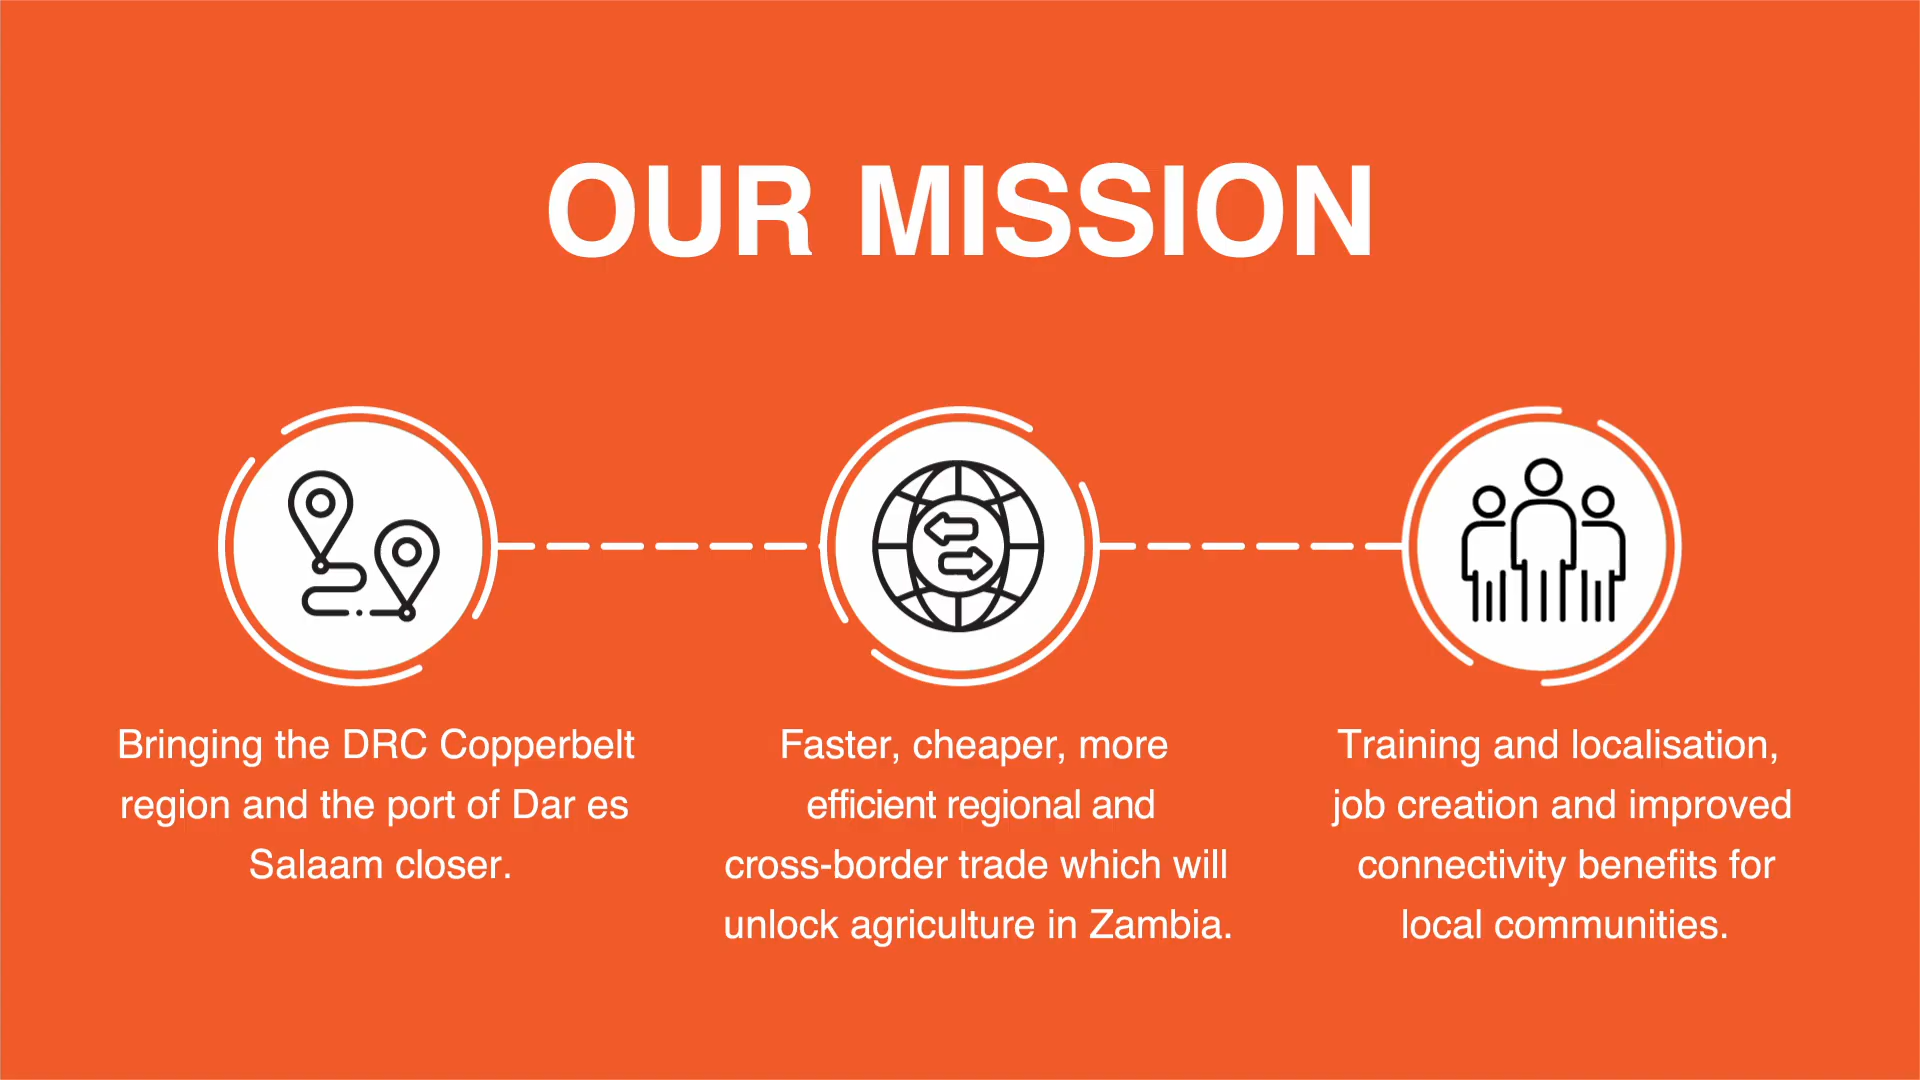 OUR MISSION
Bringing the DRC Copperbelt
region and the port of Dar es
Salaam closer.
Faster, cheaper, more
efficient regional and
cross-border trade which will
unlock agriculture in Zambia.
Training and localisation,
job creation and improved
connectivity benefits for
local communities.